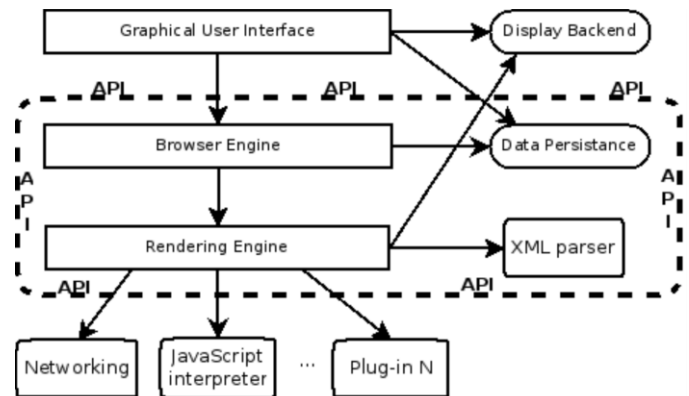 Graphical User Interface
Display Backend
API
API
API
Browser Engine
Data Persistance
A
P
I
A
P
I
Rendering Engine
XML parser
API
API
Networking
JavaScript
interpreter
...
Plug-in N